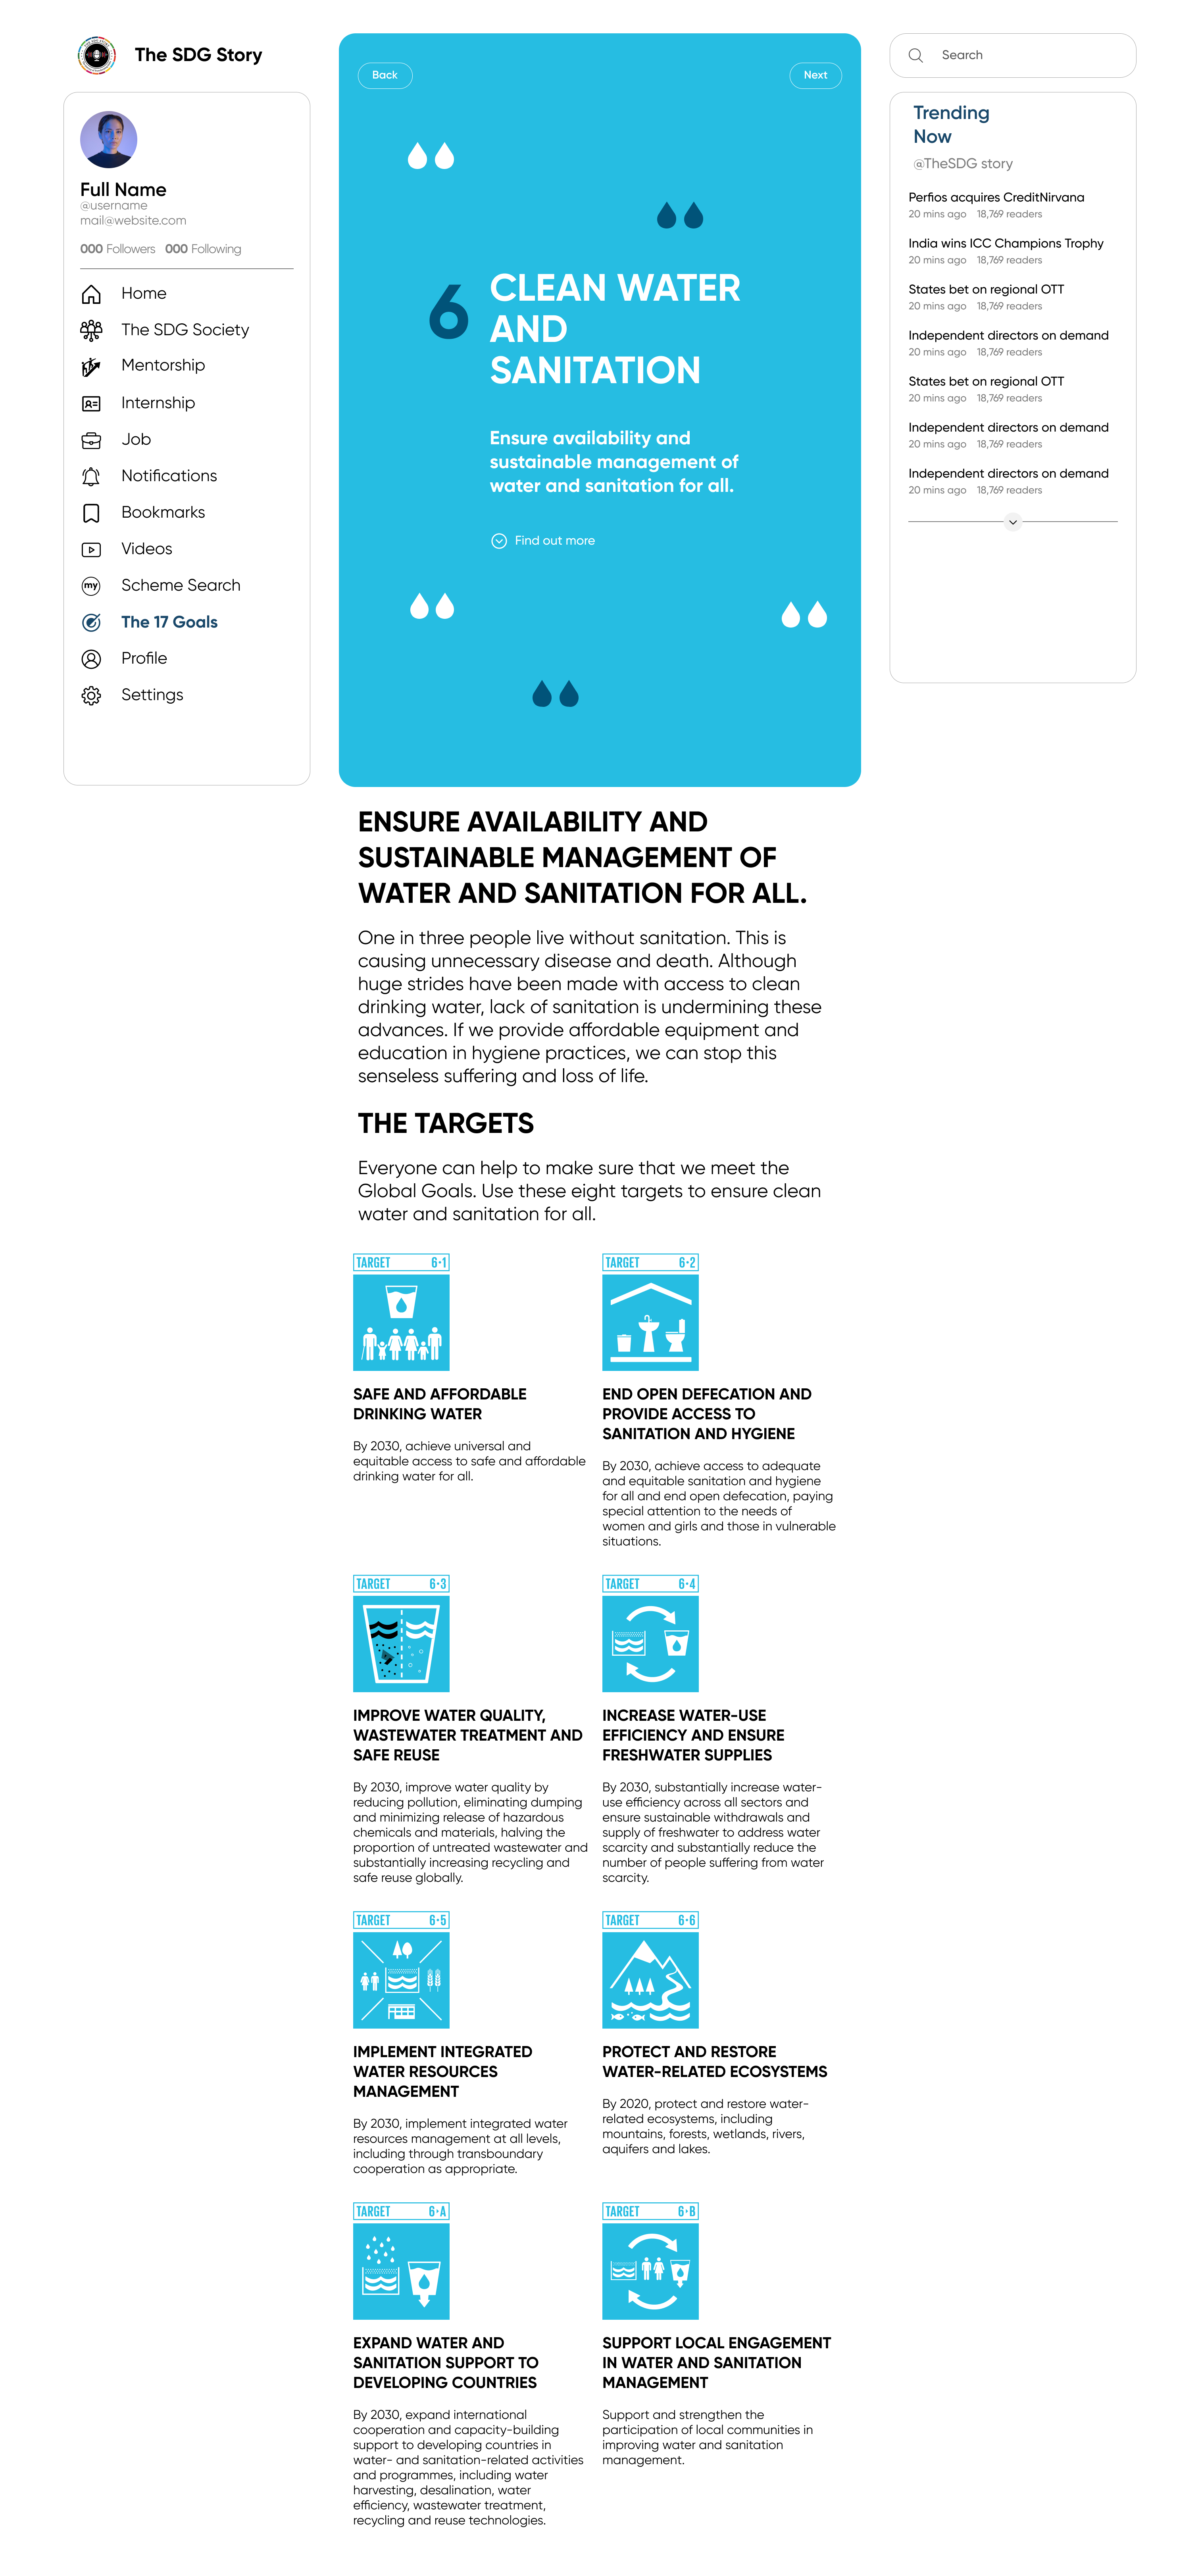 The SDG Story
Full Name
@username
mail@website.com
000 Followers 000 Following
Home
The SDG Society
Mentorship
Internship
Job
Notifications
Bookmarks
Videos
my
Scheme Search
The 17 Goals
Profile
Settings
Back
Next
6
CLEAN WATER
AND
SANITATION
Ensure availability and
sustainable management of
water and sanitation for all.
Find out more
Search
Trending
Now
@TheSDG story
Perfios acquires CreditNirvana
20 mins ago 18,769 readers
India wins ICC Champions Trophy
20 mins ago 18,769 readers
States bet on regional OTT
20 mins ago 18,769 readers
Independent directors on demand
20 mins ago 18,769 readers
States bet on regional OTT
20 mins ago 18,769 readers
Independent directors on demand
20 mins ago 18,769 readers
Independent directors on demand
20 mins ago 18,769 readers
ENSURE AVAILABILITY AND
SUSTAINABLE MANAGEMENT OF
WATER AND SANITATION FOR ALL.
One in three people live without sanitation. This is
causing unnecessary disease and death. Although
huge strides have been made with access to clean
drinking water, lack of sanitation is undermining these
advances. If we provide affordable equipment and
education in hygiene practices, we can stop this
senseless suffering and loss of life.
THE TARGETS
Everyone can help to make sure that we meet the
Global Goals. Use these eight targets to ensure clean
water and sanitation for all.
TARGET 6·1
SAFE AND AFFORDABLE
DRINKING WATER
By 2030, achieve universal and
equitable access to safe and affordable
drinking water for all.
TARGET 6·2
END OPEN DEFECATION AND
PROVIDE ACCESS TO
SANITATION AND HYGIENE
By 2030, achieve access to adequate
and equitable sanitation and hygiene
for all and end open defecation, paying
special attention to the needs of
women and girls and those in vulnerable
situations.
TARGET 6·3
IMPROVE WATER QUALITY,
WASTEWATER TREATMENT AND
SAFE REUSE
By 2030, improve water quality by
reducing pollution, eliminating dumping
and minimizing release of hazardous
chemicals and materials, halving the
proportion of untreated wastewater and
substantially increasing recycling and
safe reuse globally.
TARGET 6·4
INCREASE WATER-USE
EFFICIENCY AND ENSURE
FRESHWATER SUPPLIES
By 2030, substantially increase water-
use efficiency across all sectors and
ensure sustainable withdrawals and
supply of freshwater to address water
scarcity and substantially reduce the
number of people suffering from water
scarcity.
TARGET 6·5
IMPLEMENT INTEGRATED
WATER RESOURCES
MANAGEMENT
By 2030, implement integrated water
resources management at all levels,
including through transboundary
cooperation as appropriate.
TARGET 6·6
PROTECT AND RESTORE
WATER-RELATED ECOSYSTEMS
By 2020, protect and restore water-
related ecosystems, including
mountains, forests, wetlands, rivers,
aquifers and lakes.
TARGET 6·A
EXPAND WATER AND
SANITATION SUPPORT TO
DEVELOPING COUNTRIES
By 2030, expand international
cooperation and capacity-building
support to developing countries in
water- and sanitation-related activities
and programmes, including water
harvesting, desalination, water
efficiency, wastewater treatment,
recycling and reuse technologies.
TARGET 6·B
SUPPORT LOCAL ENGAGEMENT
IN WATER AND SANITATION
MANAGEMENT
Support and strengthen the
participation of local communities in
improving water and sanitation
management.